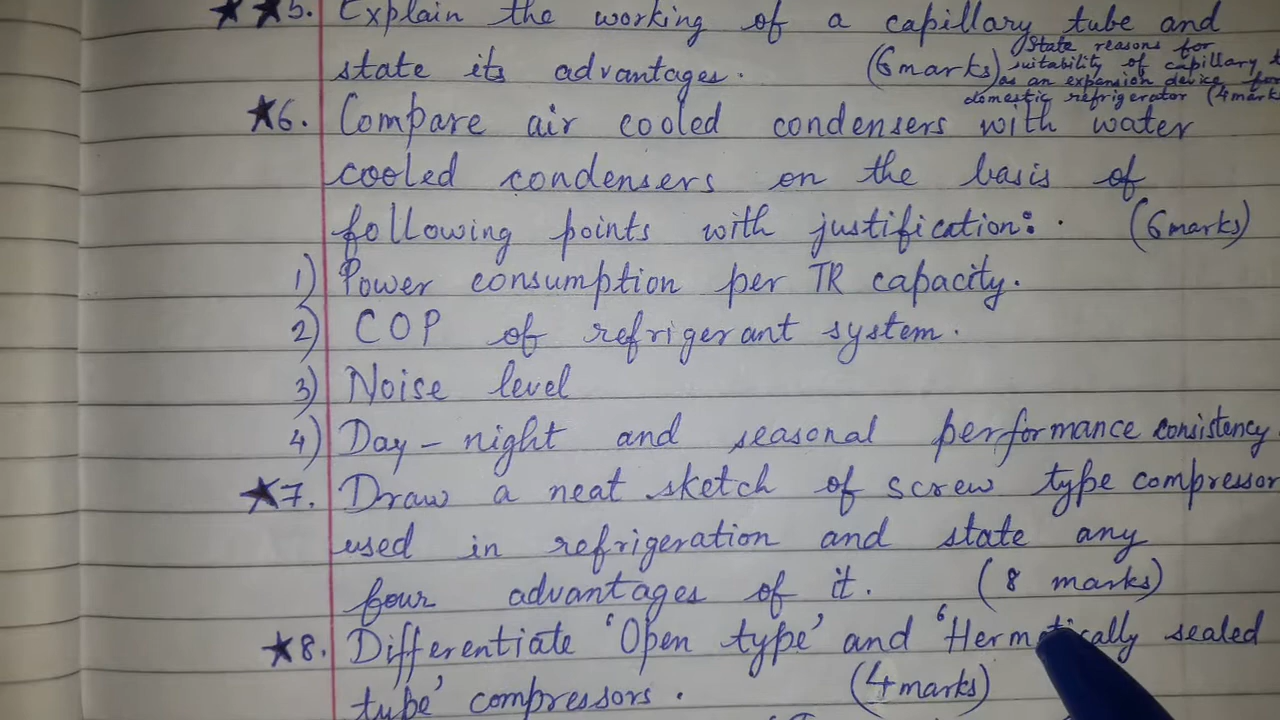 ★★5. Explain the working of a capillary tube and
state its advantages. (6marks)
State reasons for
suitability of capillary t
as an expansion device for
domestic refrigerator (4mark
★6. Compare air cooled condensers with water
cooled condensers on the basis of
following points with justification:. (6marks)
1) Power consumption per TR capacity.
2) COP of refrigerant system.
3) Noise level
4) Day-night and seasonal performance consistency.
★7. Draw a neat sketch of screw type compressor
used in refrigeration and state any
four advantages of it. (8 marks)
★8. Differentiate 'Open type' and 'Hermetically sealed
type' compressors. (4marks)